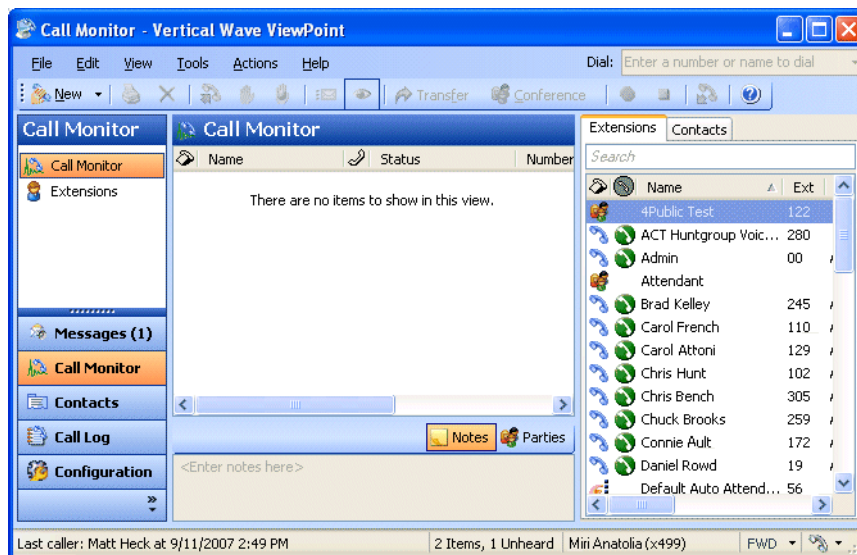 Call Monitor - Vertical Wave ViewPoint
File Edit View Tools Actions Help Dial: Enter a number or name to dial
New Transfer Conference
Call Monitor
Call Monitor
Extensions
Messages (1)
Call Monitor
Contacts
Call Log
Configuration
»
Call Monitor
Name Status Number
There are no items to show in this view.
Notes Parties
<Enter notes here>
Extensions Contacts
Search
Name Ext
4Public Test 122
ACT Huntgroup Voic... 280
Admin 00
Attendant
Brad Kelley 245
Carol French 110
Carol Attoni 129
Chris Hunt 102
Chris Bench 305
Chuck Brooks 259
Connie Ault 172
Daniel Rowd 19
Default Auto Attend... 56
Last caller: Matt Heck at 9/11/2007 2:49 PM 2 Items, 1 Unheard Miri Anatolia (x499) FWD